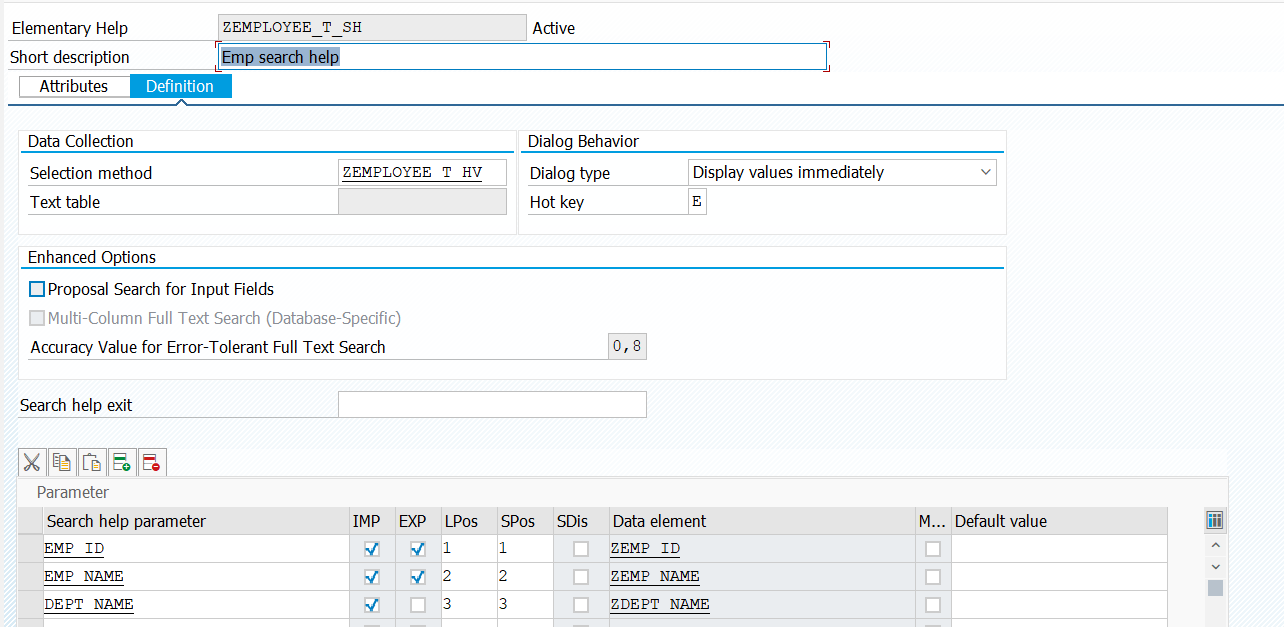 Elementary Help ZEMPLOYEE_T_SH Active
Short description Emp search help
Attributes Definition
Data Collection Dialog Behavior
Selection method ZEMPLOYEE_T_HV Dialog type Display values immediately
Text table Hot key E
Enhanced Options
Proposal Search for Input Fields
Multi-Column Full Text Search (Database-Specific)
Accuracy Value for Error-Tolerant Full Text Search 0,8
Search help exit
Parameter
Search help parameter IMP EXP LPos SPos SDis Data element M... Default value
EMP_ID 1 1 ZEMP_ID
EMP_NAME 2 2 ZEMP_NAME
DEPT_NAME 3 3 ZDEPT_NAME